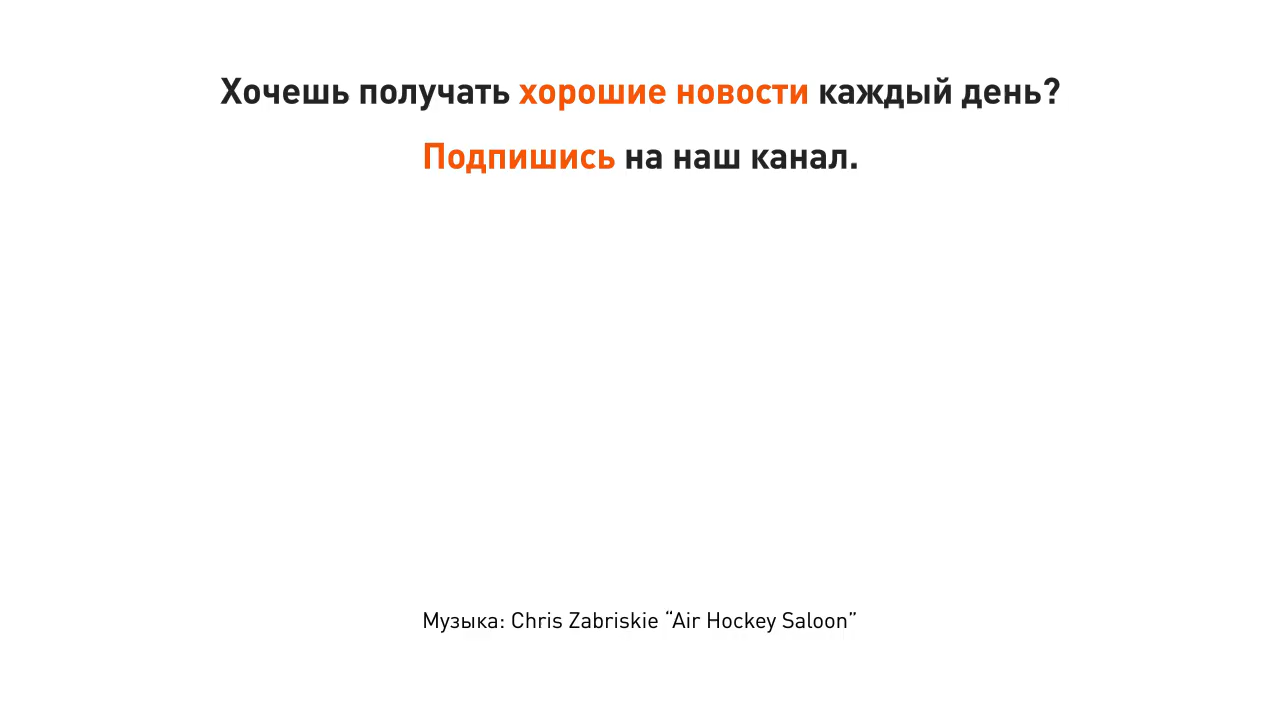 Хочешь получать хорошие новости каждый день?
Подпишись на наш канал.
Музыка: Chris Zabriskie “Air Hockey Saloon”